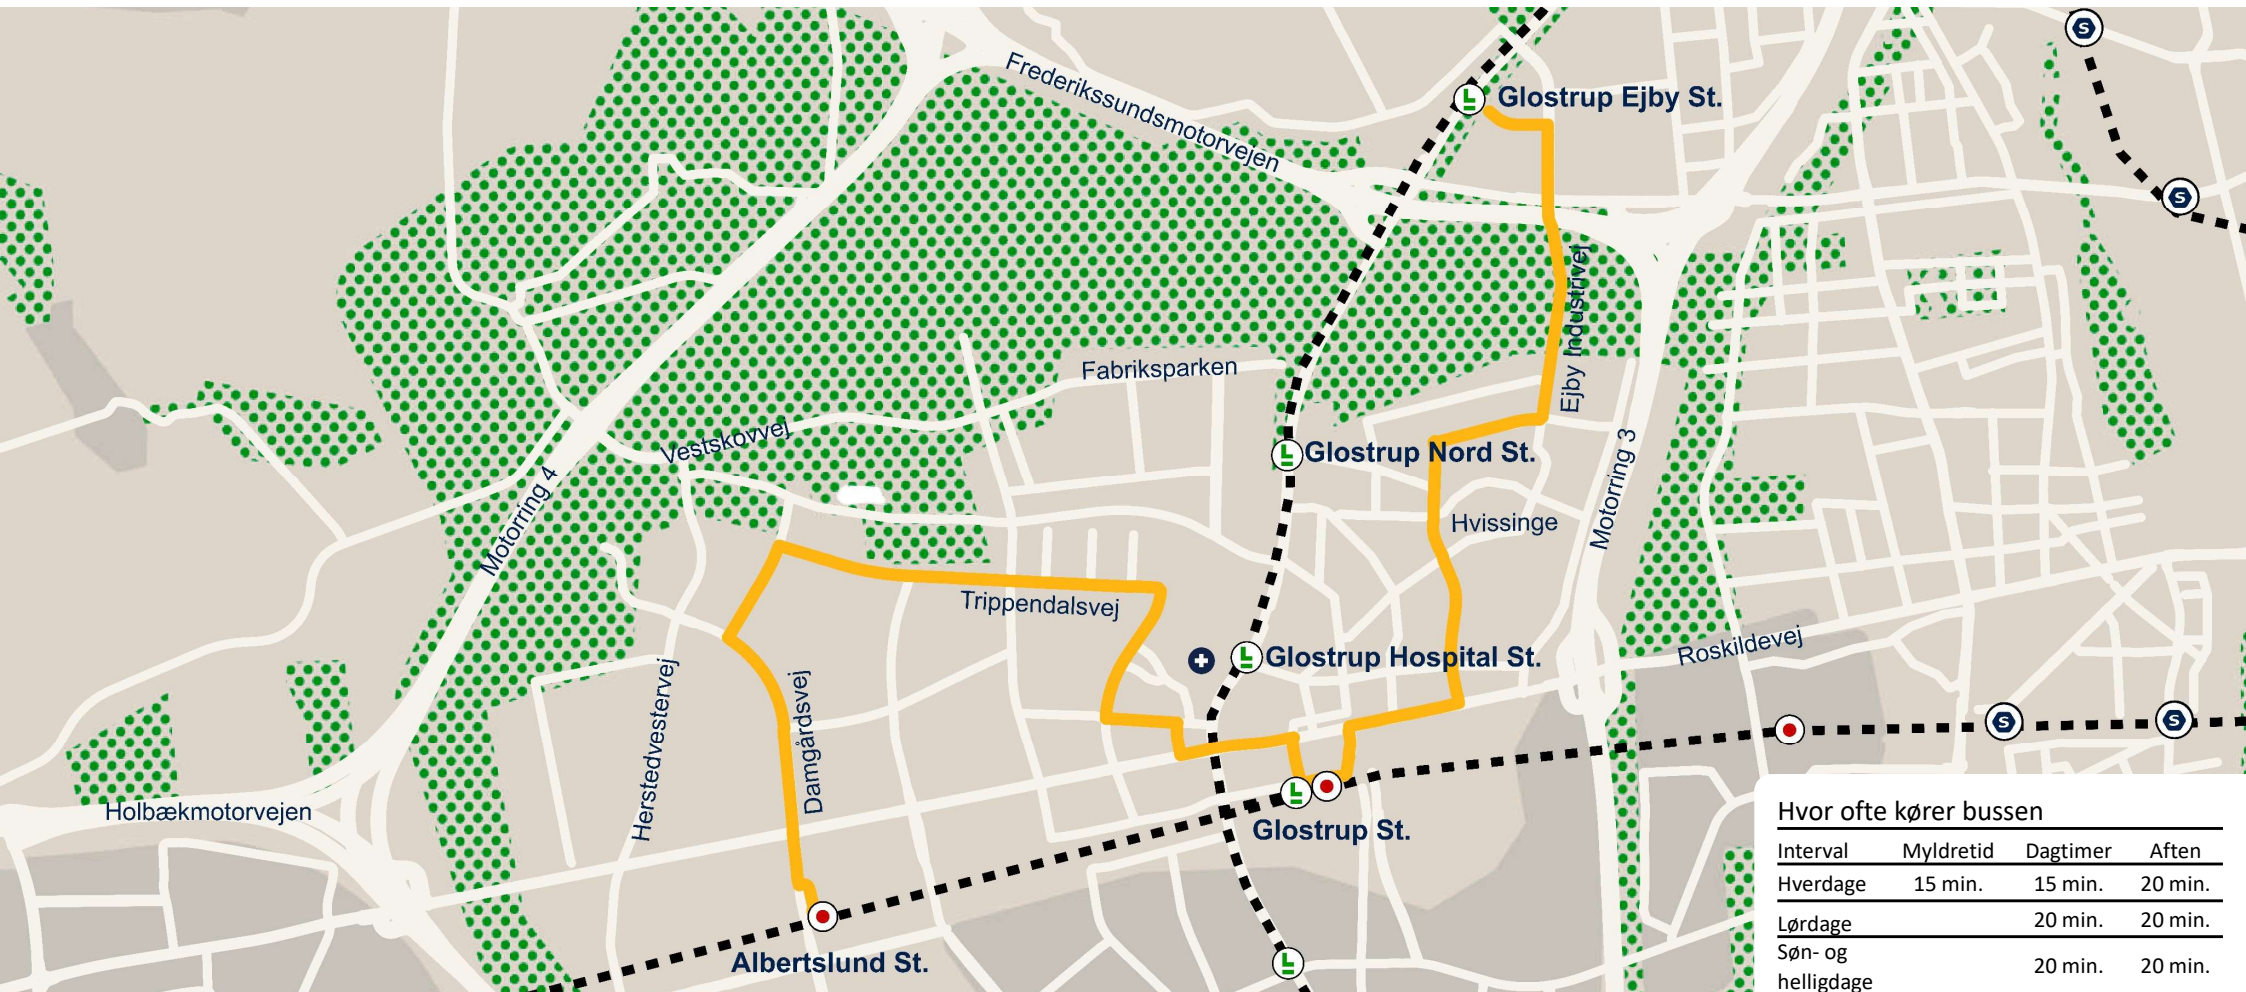 Frederikssundsmotorvejen
Glostrup Ejby St.
Ejby Industrivej
Fabriksparken
Vestskovvej
Glostrup Nord St.
Motorring 4
Motorring 3
Hvissinge
Trippendalsvej
Glostrup Hospital St.
Roskildevej
Herstedvestervej
Damgårdsvej
Holbækmotorvejen
Glostrup St.
Albertslund St.
S
S
S
S
L
L
L
L
L
Hvor ofte kører bussen
Interval Myldretid Dagtimer Aften
Hverdage 15 min. 15 min. 20 min.
Lørdage 20 min. 20 min.
Søn- og
helligdage 20 min. 20 min.